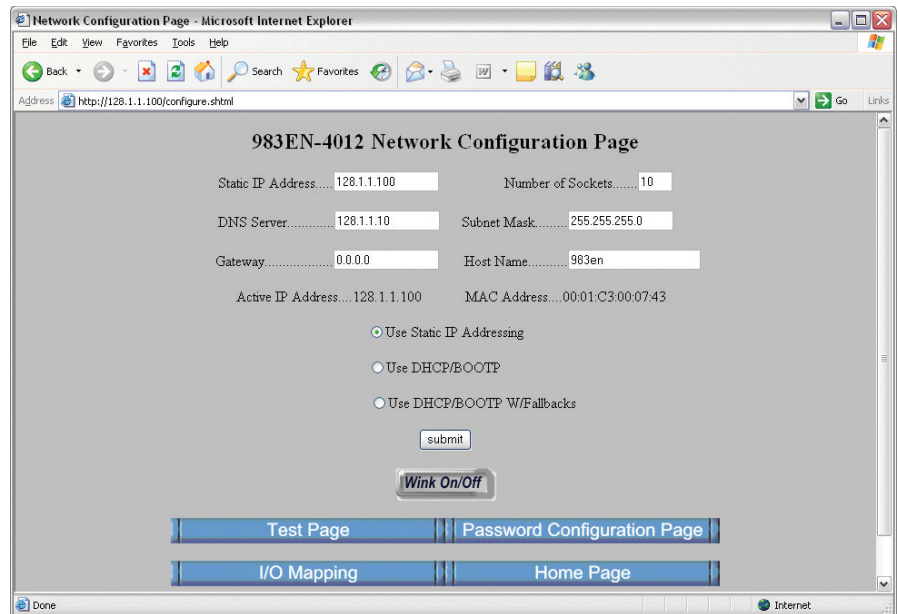 Network Configuration Page - Microsoft Internet Explorer
File Edit View Favorites Tools Help
Back Search Favorites
Address http://128.1.1.100/configure.shtml Go Links
983EN-4012 Network Configuration Page
Static IP Address..... 128.1.1.100 Number of Sockets....... 10
DNS Server............. 128.1.1.10 Subnet Mask......... 255.255.255.0
Gateway................... 0.0.0.0 Host Name........... 983en
Active IP Address....128.1.1.100 MAC Address....00:01:C3:00:07:43
Use Static IP Addressing
Use DHCP/BOOTP
Use DHCP/BOOTP W/Fallbacks
submit
Wink On/Off
Test Page Password Configuration Page
I/O Mapping Home Page
Done Internet